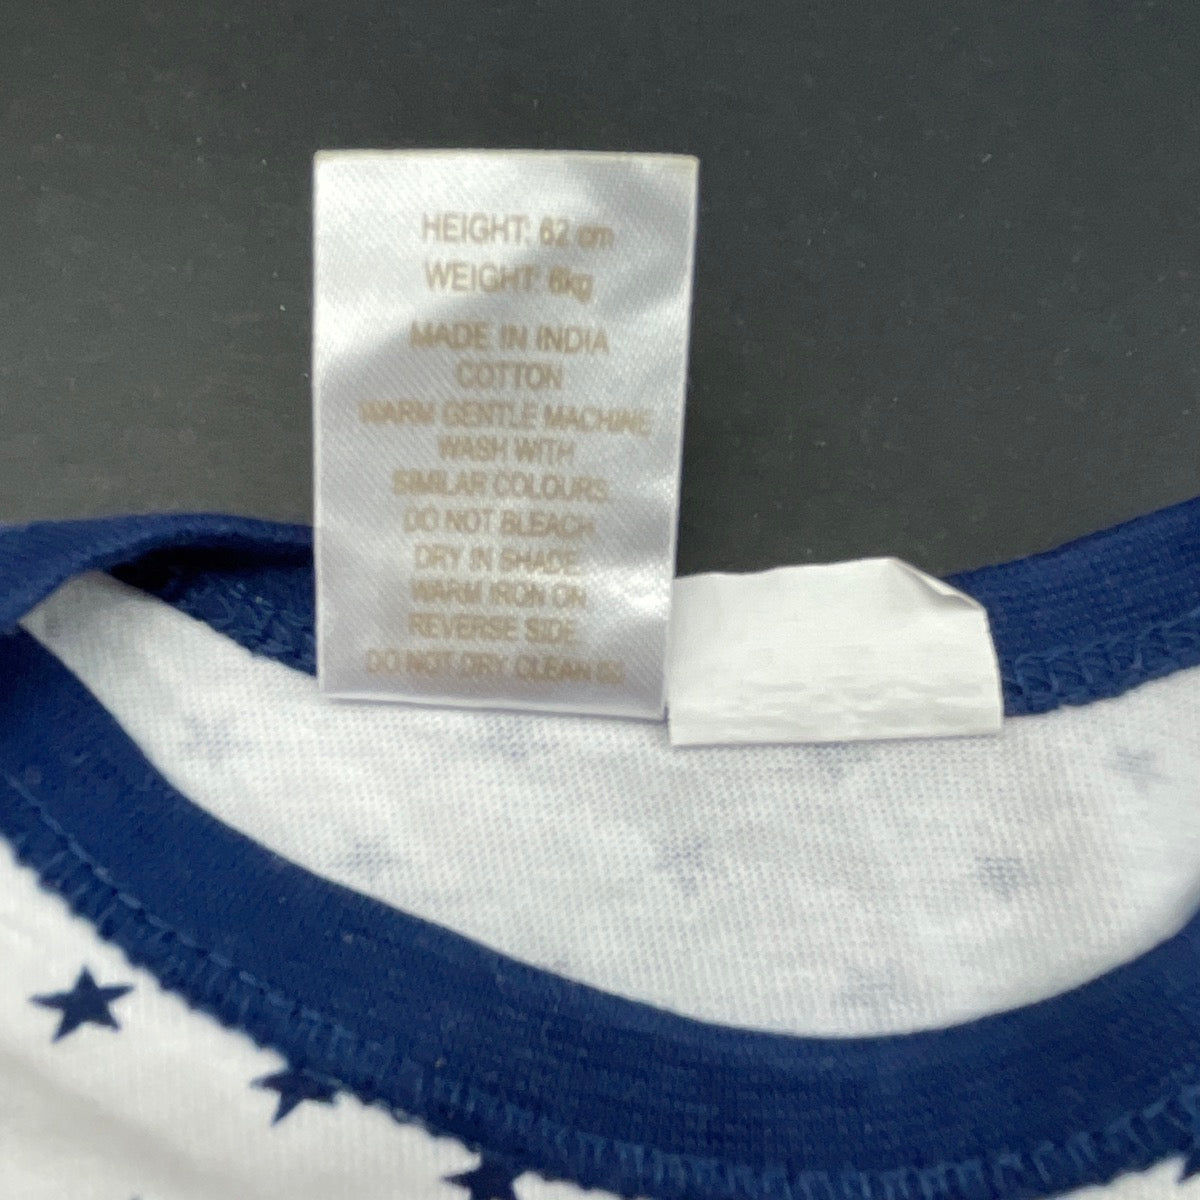 HEIGHT: 62 cm
WEIGHT: 6kg
MADE IN INDIA
COTTON
WARM GENTLE MACHINE
WASH WITH
SIMILAR COLOURS
DO NOT BLEACH
DRY IN SHADE
WARM IRON ON
REVERSE SIDE
DO NOT DRY CLEAN